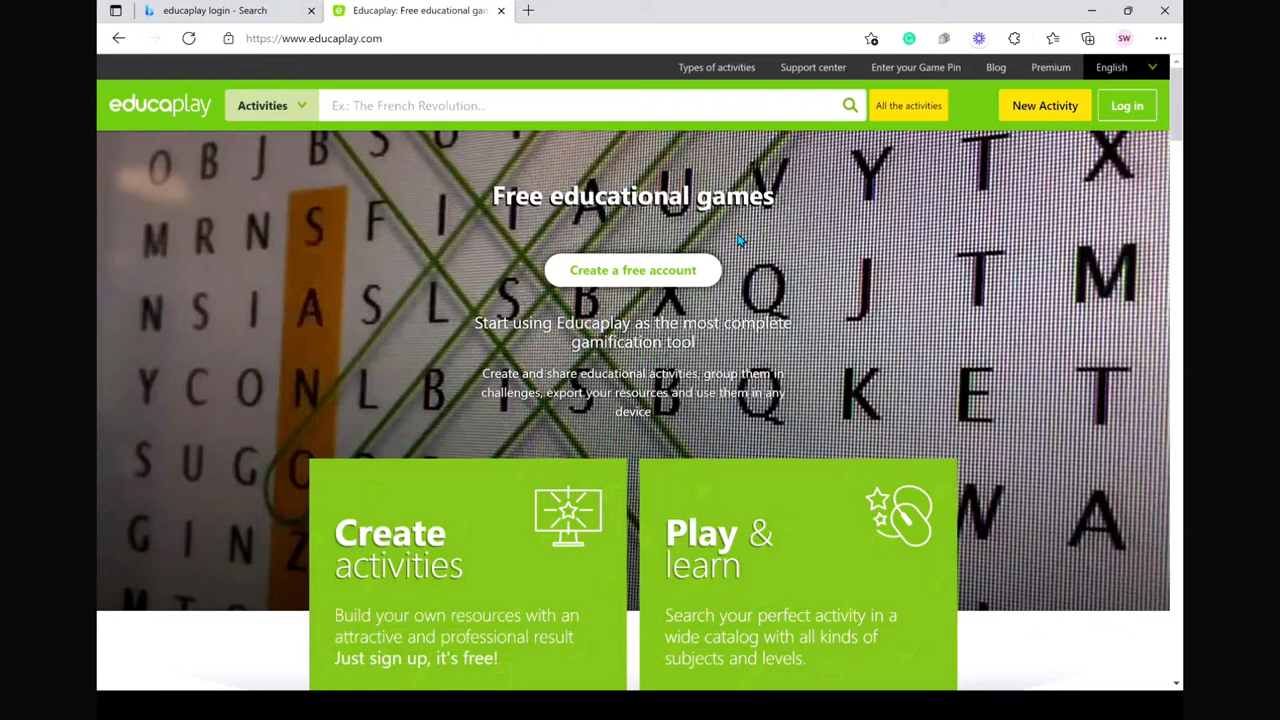 educaplay login - Search
Educaplay: Free educational gam
https://www.educaplay.com
SW
Types of activities Support center Enter your Game Pin Blog Premium English
educaplay Activities Ex.: The French Revolution... All the activities New Activity Log in
Free educational games
Create a free account
Start using Educaplay as the most complete
gamification tool
Create and share educational activities, group them in
challenges, export your resources and use them in any
device
Create
activities
Build your own resources with an
attractive and professional result
Just sign up, it's free!
Play &
learn
Search your perfect activity in a
wide catalog with all kinds of
subjects and levels.